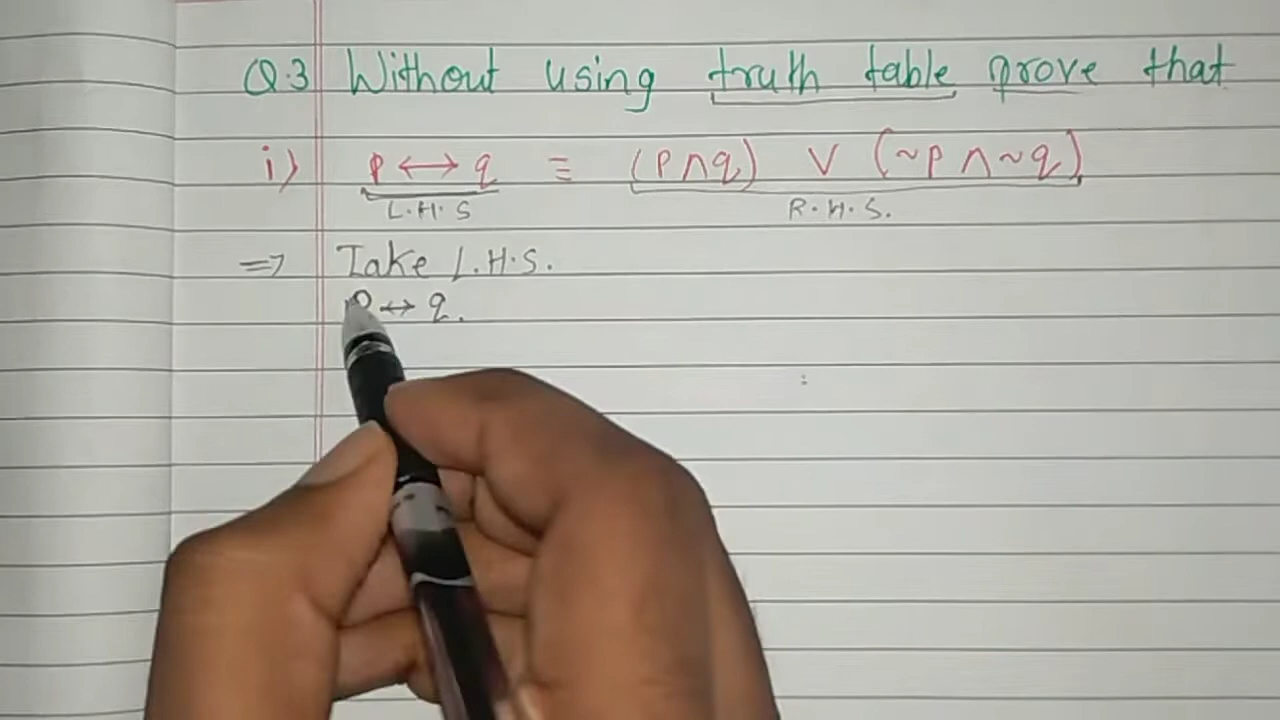 Q.3 Without using truth table prove that
i) p ↔ q ≡ (p ∧ q) ∨ (~p ∧ ~q)
L.H.S R.H.S.
=> Take L.H.S.
p ↔ q.